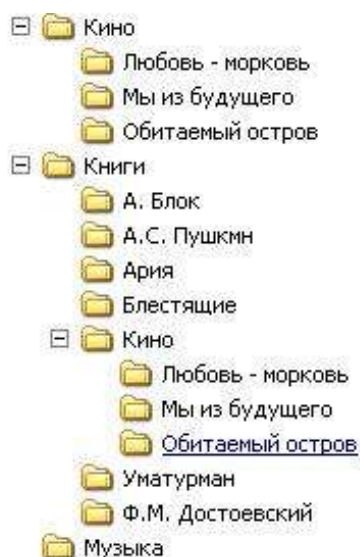 Кино
Любовь - морковь
Мы из будущего
Обитаемый остров
Книги
А. Блок
А.С. Пушкмн
Ария
Блестящие
Кино
Любовь - морковь
Мы из будущего
Обитаемый остров
Уматурман
Ф.М. Достоевский
Музыка